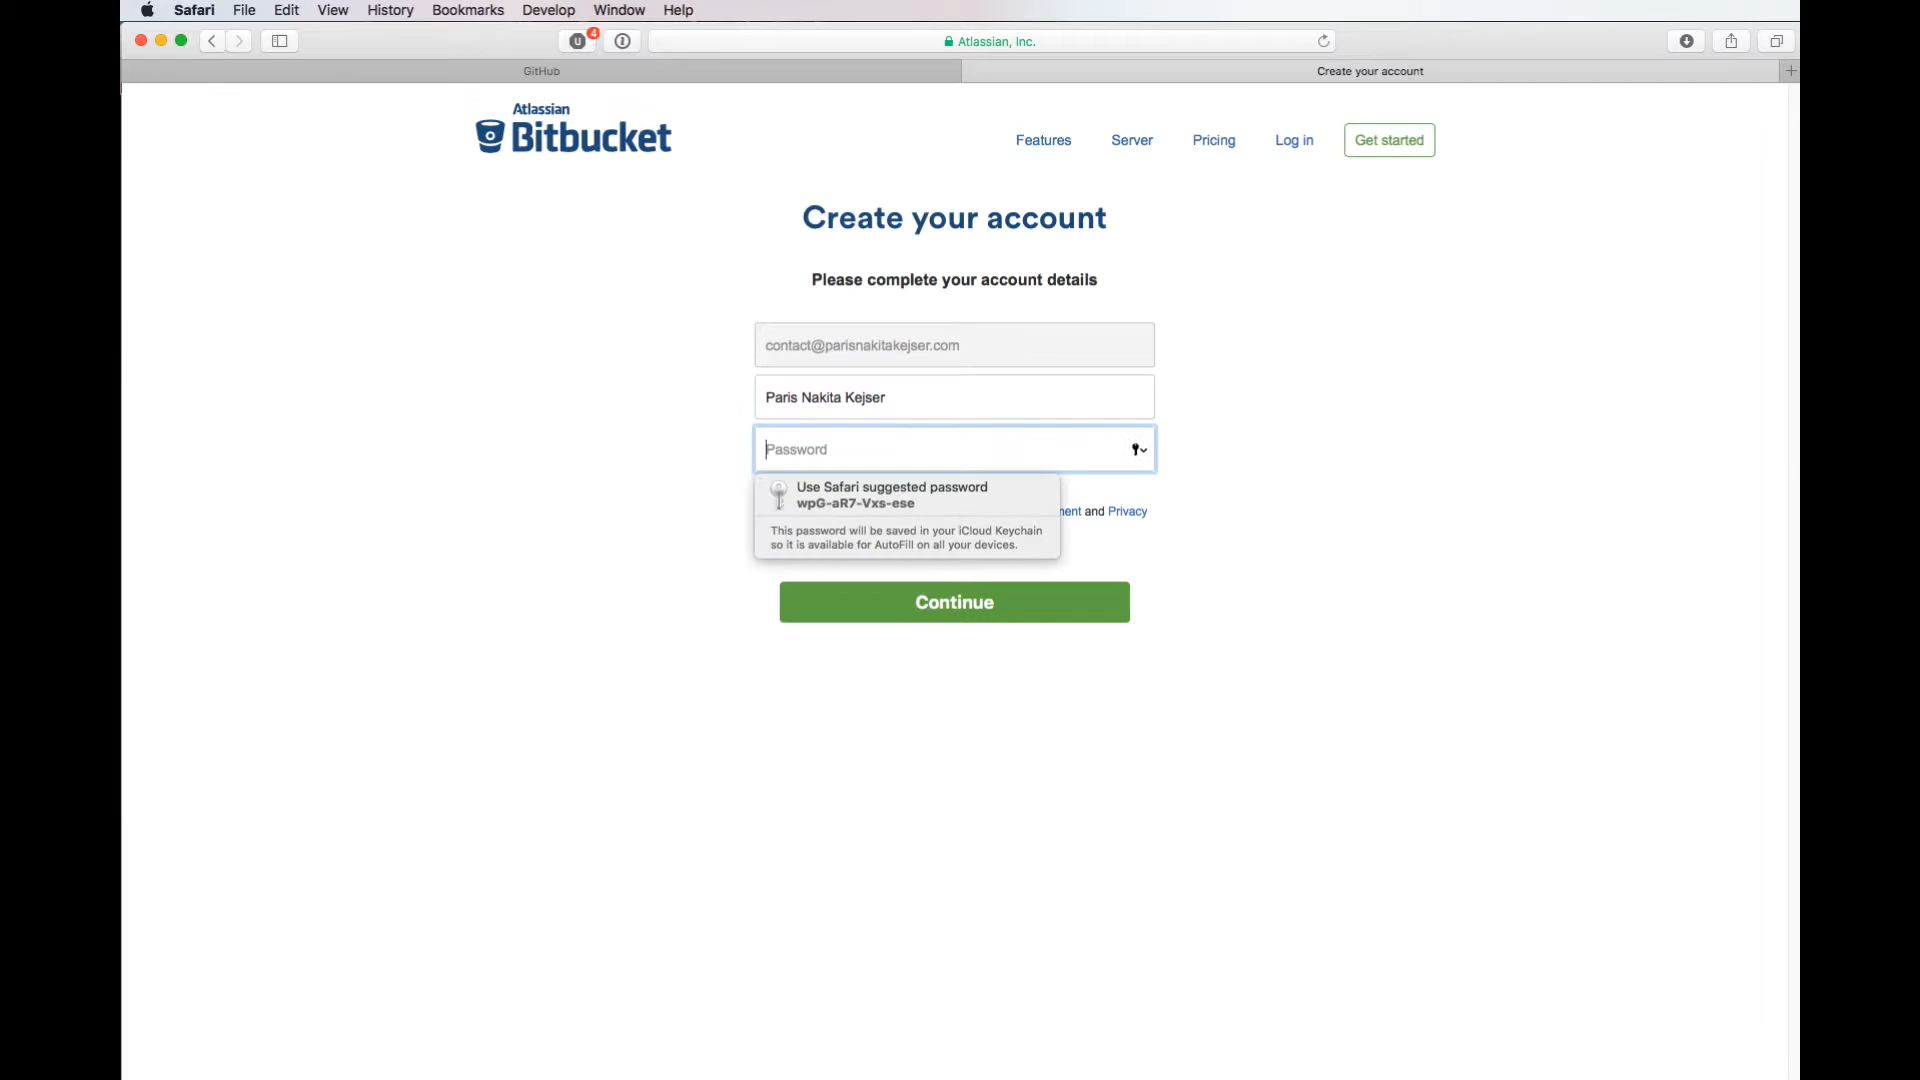 Safari File Edit View History Bookmarks Develop Window Help
U 4 Atlassian, Inc.
GitHub Create your account
Atlassian
Bitbucket
Features Server Pricing Log in Get started
Create your account
Please complete your account details
contact@parisnakitakejser.com
Paris Nakita Kejser
Password
Use Safari suggested password
wpG-aR7-Vxs-ese
ment and Privacy
This password will be saved in your iCloud Keychain
so it is available for AutoFill on all your devices.
Continue